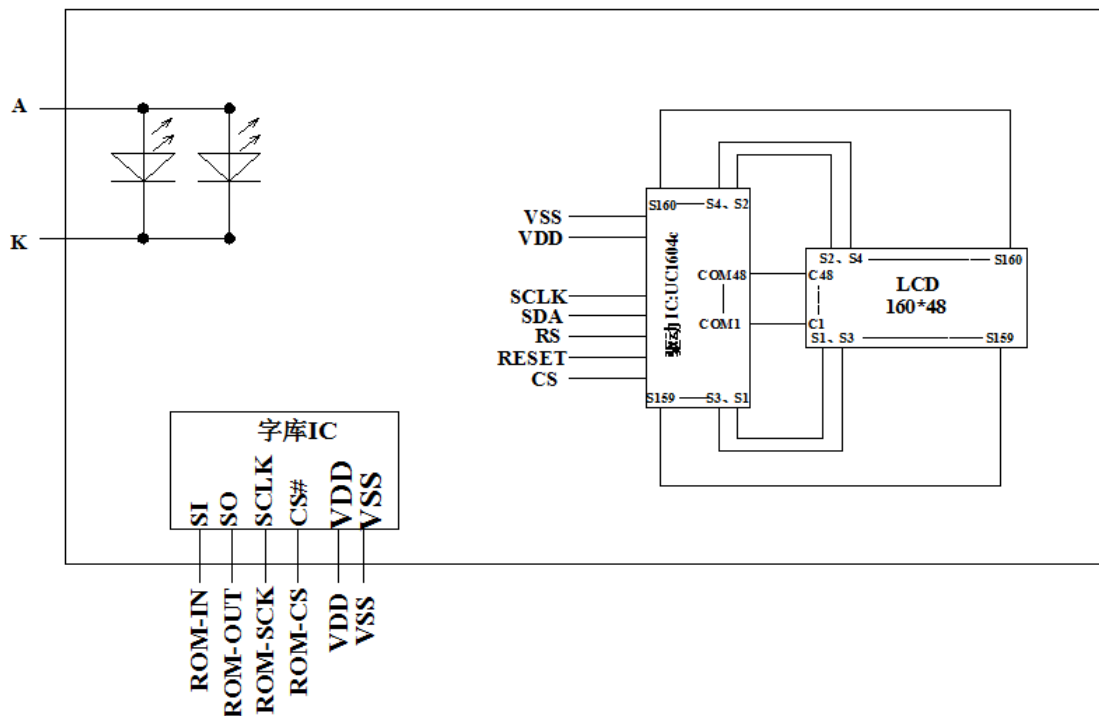 A
K
S160
S4、S2
VSS
VDD
SCLK
SDA
RS
RESET
CS
驱动IC:UC1604c
COM48
COM1
S159
S3、S1
S2、S4
S160
C48
LCD
160*48
C1
S1、S3
S159
字库IC
SI
SO
SCLK
CS#
VDD
VSS
ROM-IN
ROM-OUT
ROM-SCK
ROM-CS
VDD
VSS